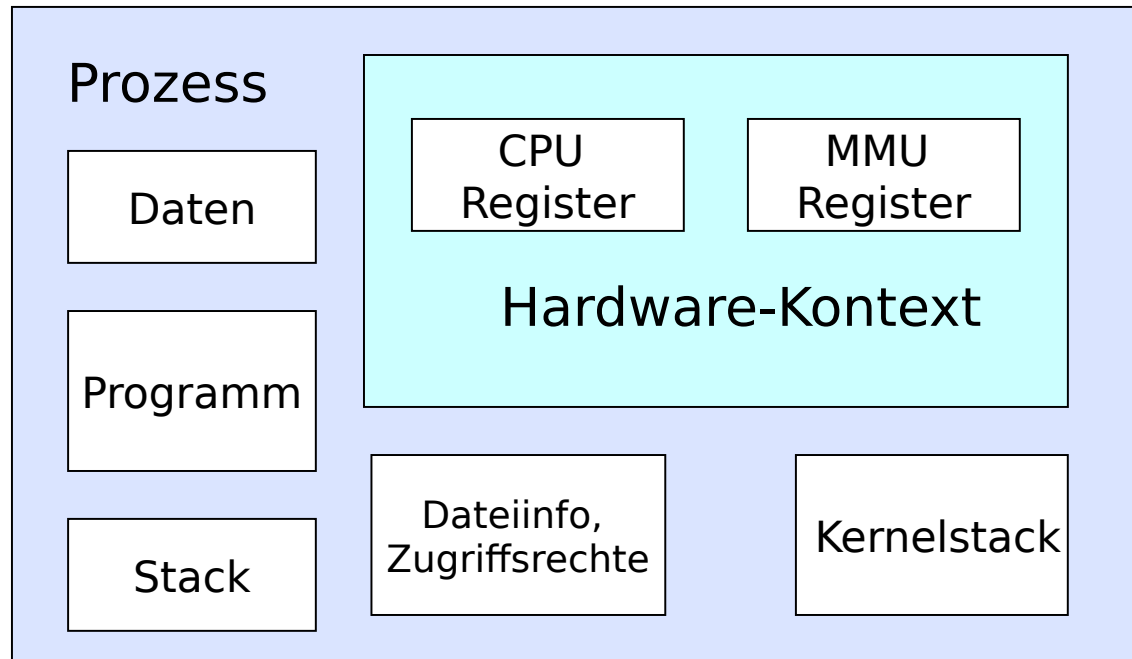 Prozess
Daten
Programm
Stack
CPU
Register
MMU
Register
Hardware-Kontext
Dateiinfo,
Zugriffsrechte
Kernelstack